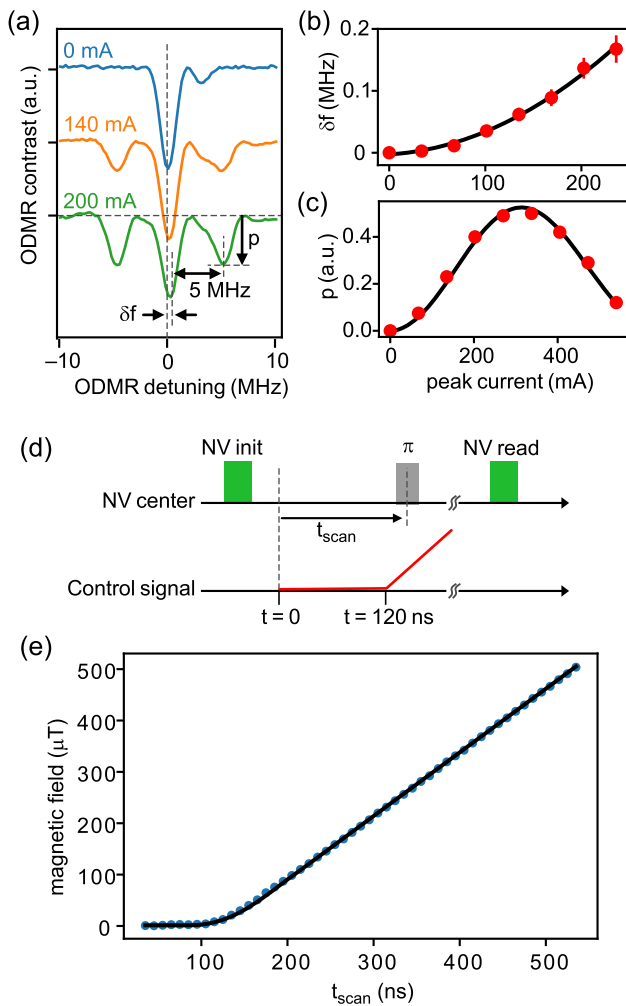 (a)
0 mA
140 mA
200 mA
p
5 MHz
δf
ODMR contrast (a.u.)
−10
0
10
ODMR detuning (MHz)
(b)
0.2
0.1
0.0
δf (MHz)
0
100
200
(c)
0.4
0.2
0.0
p (a.u.)
0
200
400
peak current (mA)
(d)
NV init
π
NV read
NV center
tscan
Control signal
t = 0
t = 120 ns
(e)
500
400
300
200
100
0
magnetic field (μT)
100
200
300
400
500
tscan (ns)